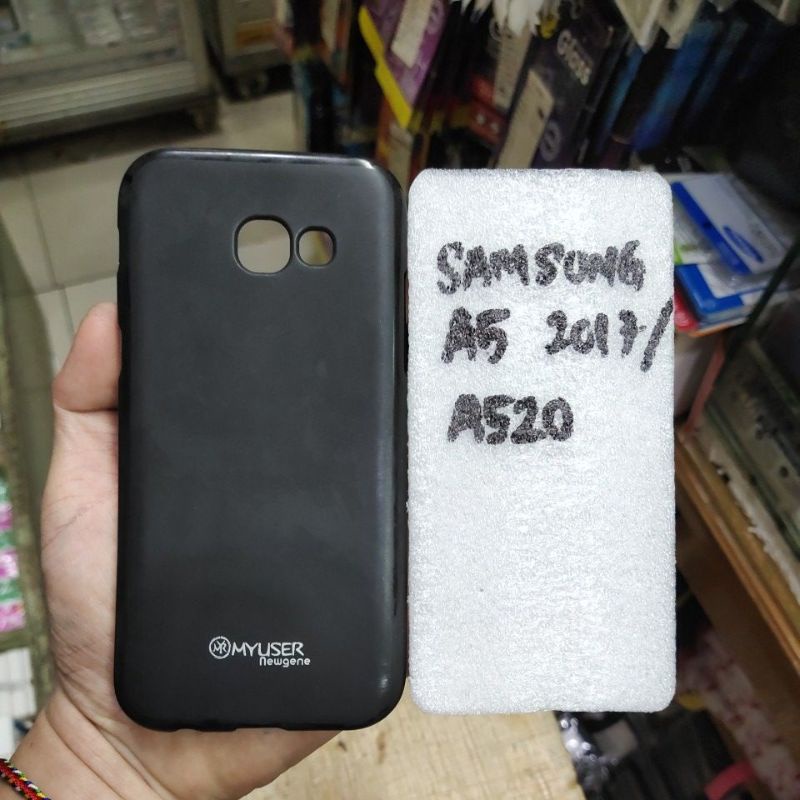 SAMSUNG
A5 2017/
A520
MYUSER
Newgene